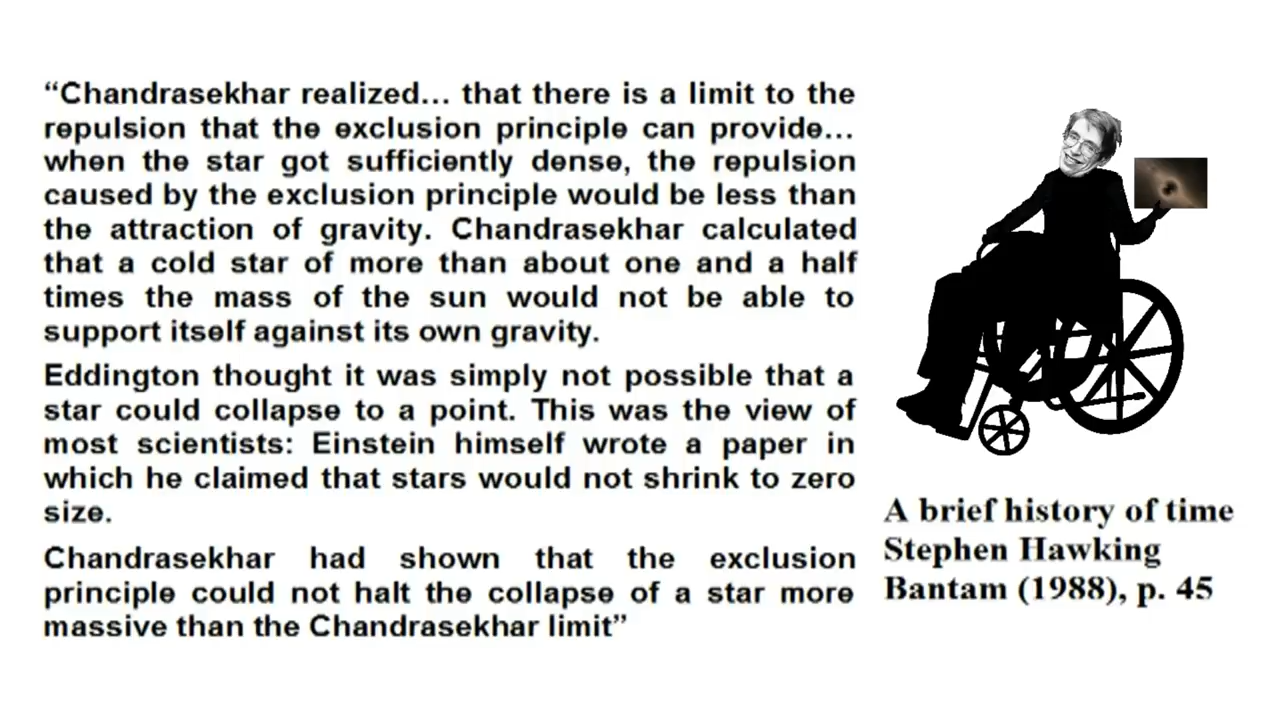 “Chandrasekhar realized... that there is a limit to the
repulsion that the exclusion principle can provide...
when the star got sufficiently dense, the repulsion
caused by the exclusion principle would be less than
the attraction of gravity. Chandrasekhar calculated
that a cold star of more than about one and a half
times the mass of the sun would not be able to
support itself against its own gravity.
Eddington thought it was simply not possible that a
star could collapse to a point. This was the view of
most scientists: Einstein himself wrote a paper in
which he claimed that stars would not shrink to zero
size.
Chandrasekhar had shown that the exclusion
principle could not halt the collapse of a star more
massive than the Chandrasekhar limit”
A brief history of time
Stephen Hawking
Bantam (1988), p. 45